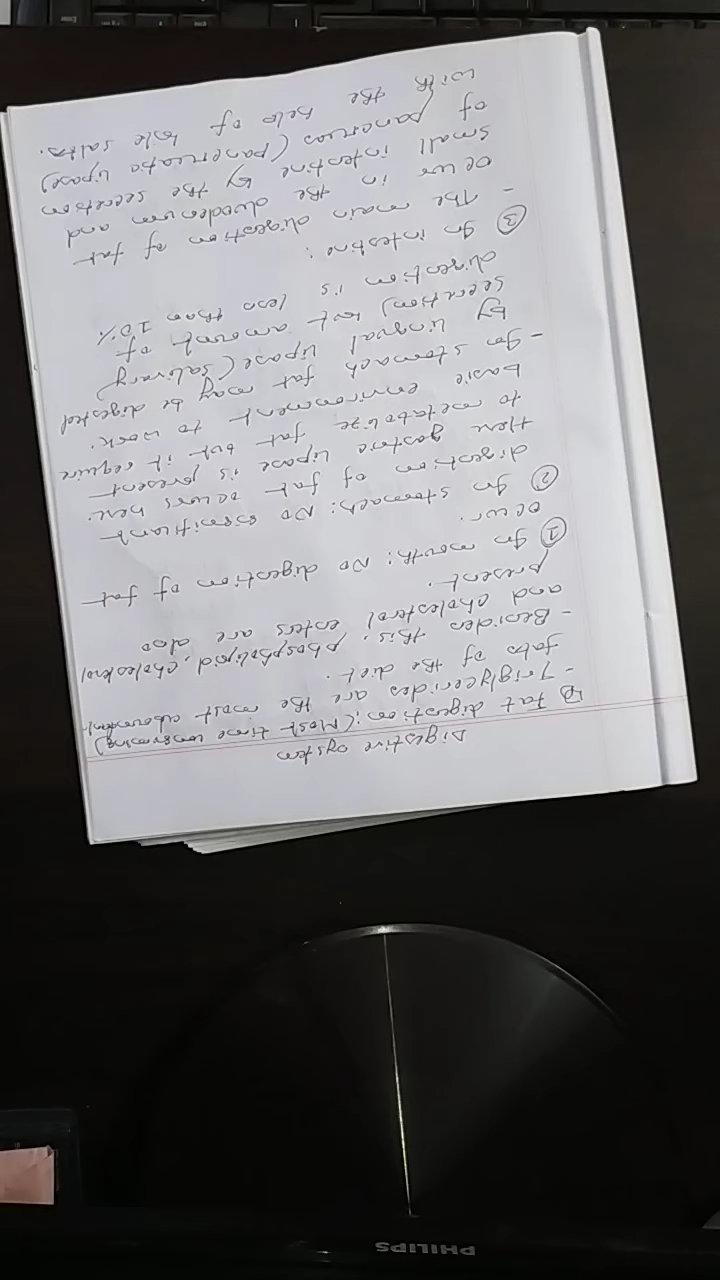 Digestive system
B Fat digestion: (Most time consuming)
- Triglycerides are the most abundant
fats of the diet.
- Besides this, phospholipid, cholesterol
and cholesterol esters are also
present.
① In mouth: No digestion of fat
occur.
② In stomach: No significant
digestion of fat occurs here.
Here gastric lipase is present
to metabolize fat but it require
basic environment to work.
- In stomach fat may be digested
by lingual lipase (salivary
secretion) but amount of
digestion is less than 10%
③ In intestine:
- The main digestion of fat
occur in the duodenum and
small intestine by the secretion
of pancreas (pancreatic lipase)
with the help of bile salts.
PHILIPS